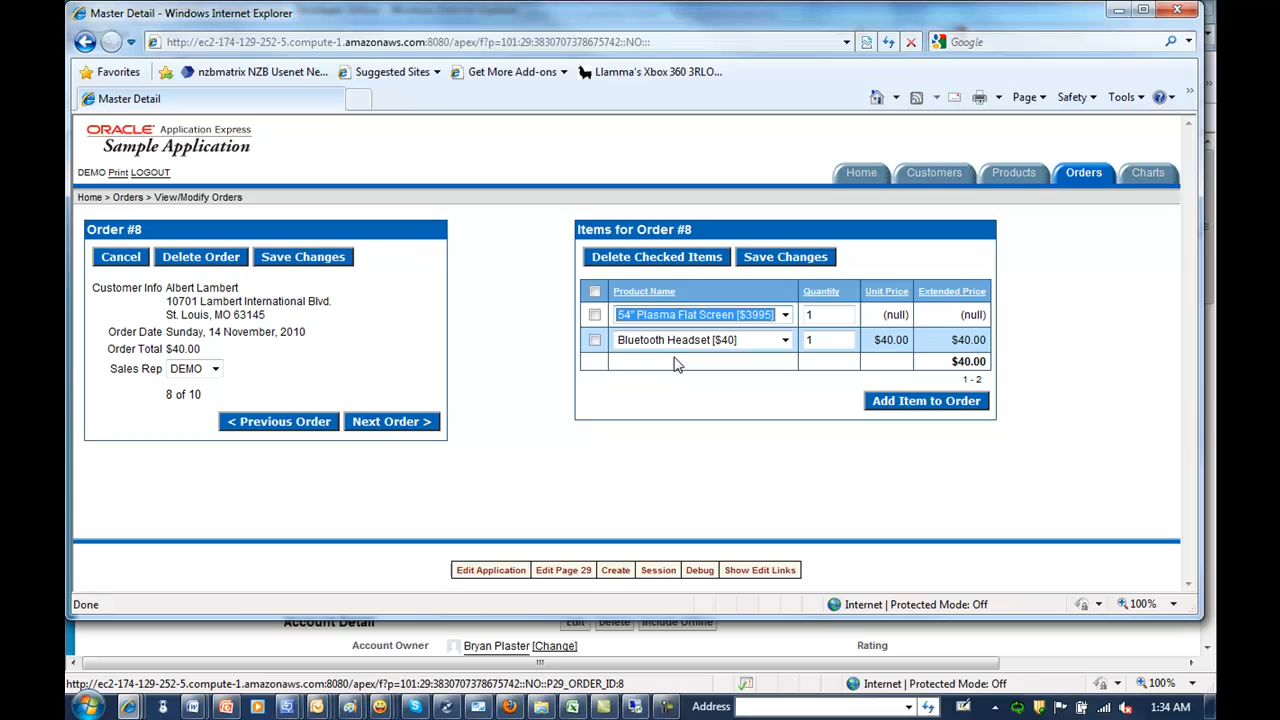 Master Detail - Windows Internet Explorer
http://ec2-174-129-252-5.compute-1.amazonaws.com:8080/apex/f?p=101:29:3830707378675742::NO:::
Google
Favorites
nzbmatrix NZB Usenet Ne...
Suggested Sites
Get More Add-ons
Llamma's Xbox 360 3RLO...
Master Detail
Page
Safety
Tools
ORACLE Application Express
Sample Application
DEMO Print LOGOUT
Home
Customers
Products
Orders
Charts
Home > Orders > View/Modify Orders
Order #8
Cancel
Delete Order
Save Changes
Customer Info Albert Lambert
10701 Lambert International Blvd.
St. Louis, MO 63145
Order Date Sunday, 14 November, 2010
Order Total $40.00
Sales Rep DEMO
8 of 10
< Previous Order
Next Order >
Items for Order #8
Delete Checked Items
Save Changes
Product Name Quantity Unit Price Extended Price
54" Plasma Flat Screen [$3995] 1 (null) (null)
Bluetooth Headset [$40] 1 $40.00 $40.00
$40.00
1 - 2
Add Item to Order
Edit Application
Edit Page 29
Create
Session
Debug
Show Edit Links
Done
Internet | Protected Mode: Off
100%
Account Detail
Edit
Delete
Include Offline
Account Owner
Bryan Plaster [Change]
Rating
http://ec2-174-129-252-5.compute-1.amazonaws.com:8080/apex/f?p=101:29:3830707378675742::NO::P29_ORDER_ID:8
Internet | Protected Mode: Off
100%
Address
1:34 AM